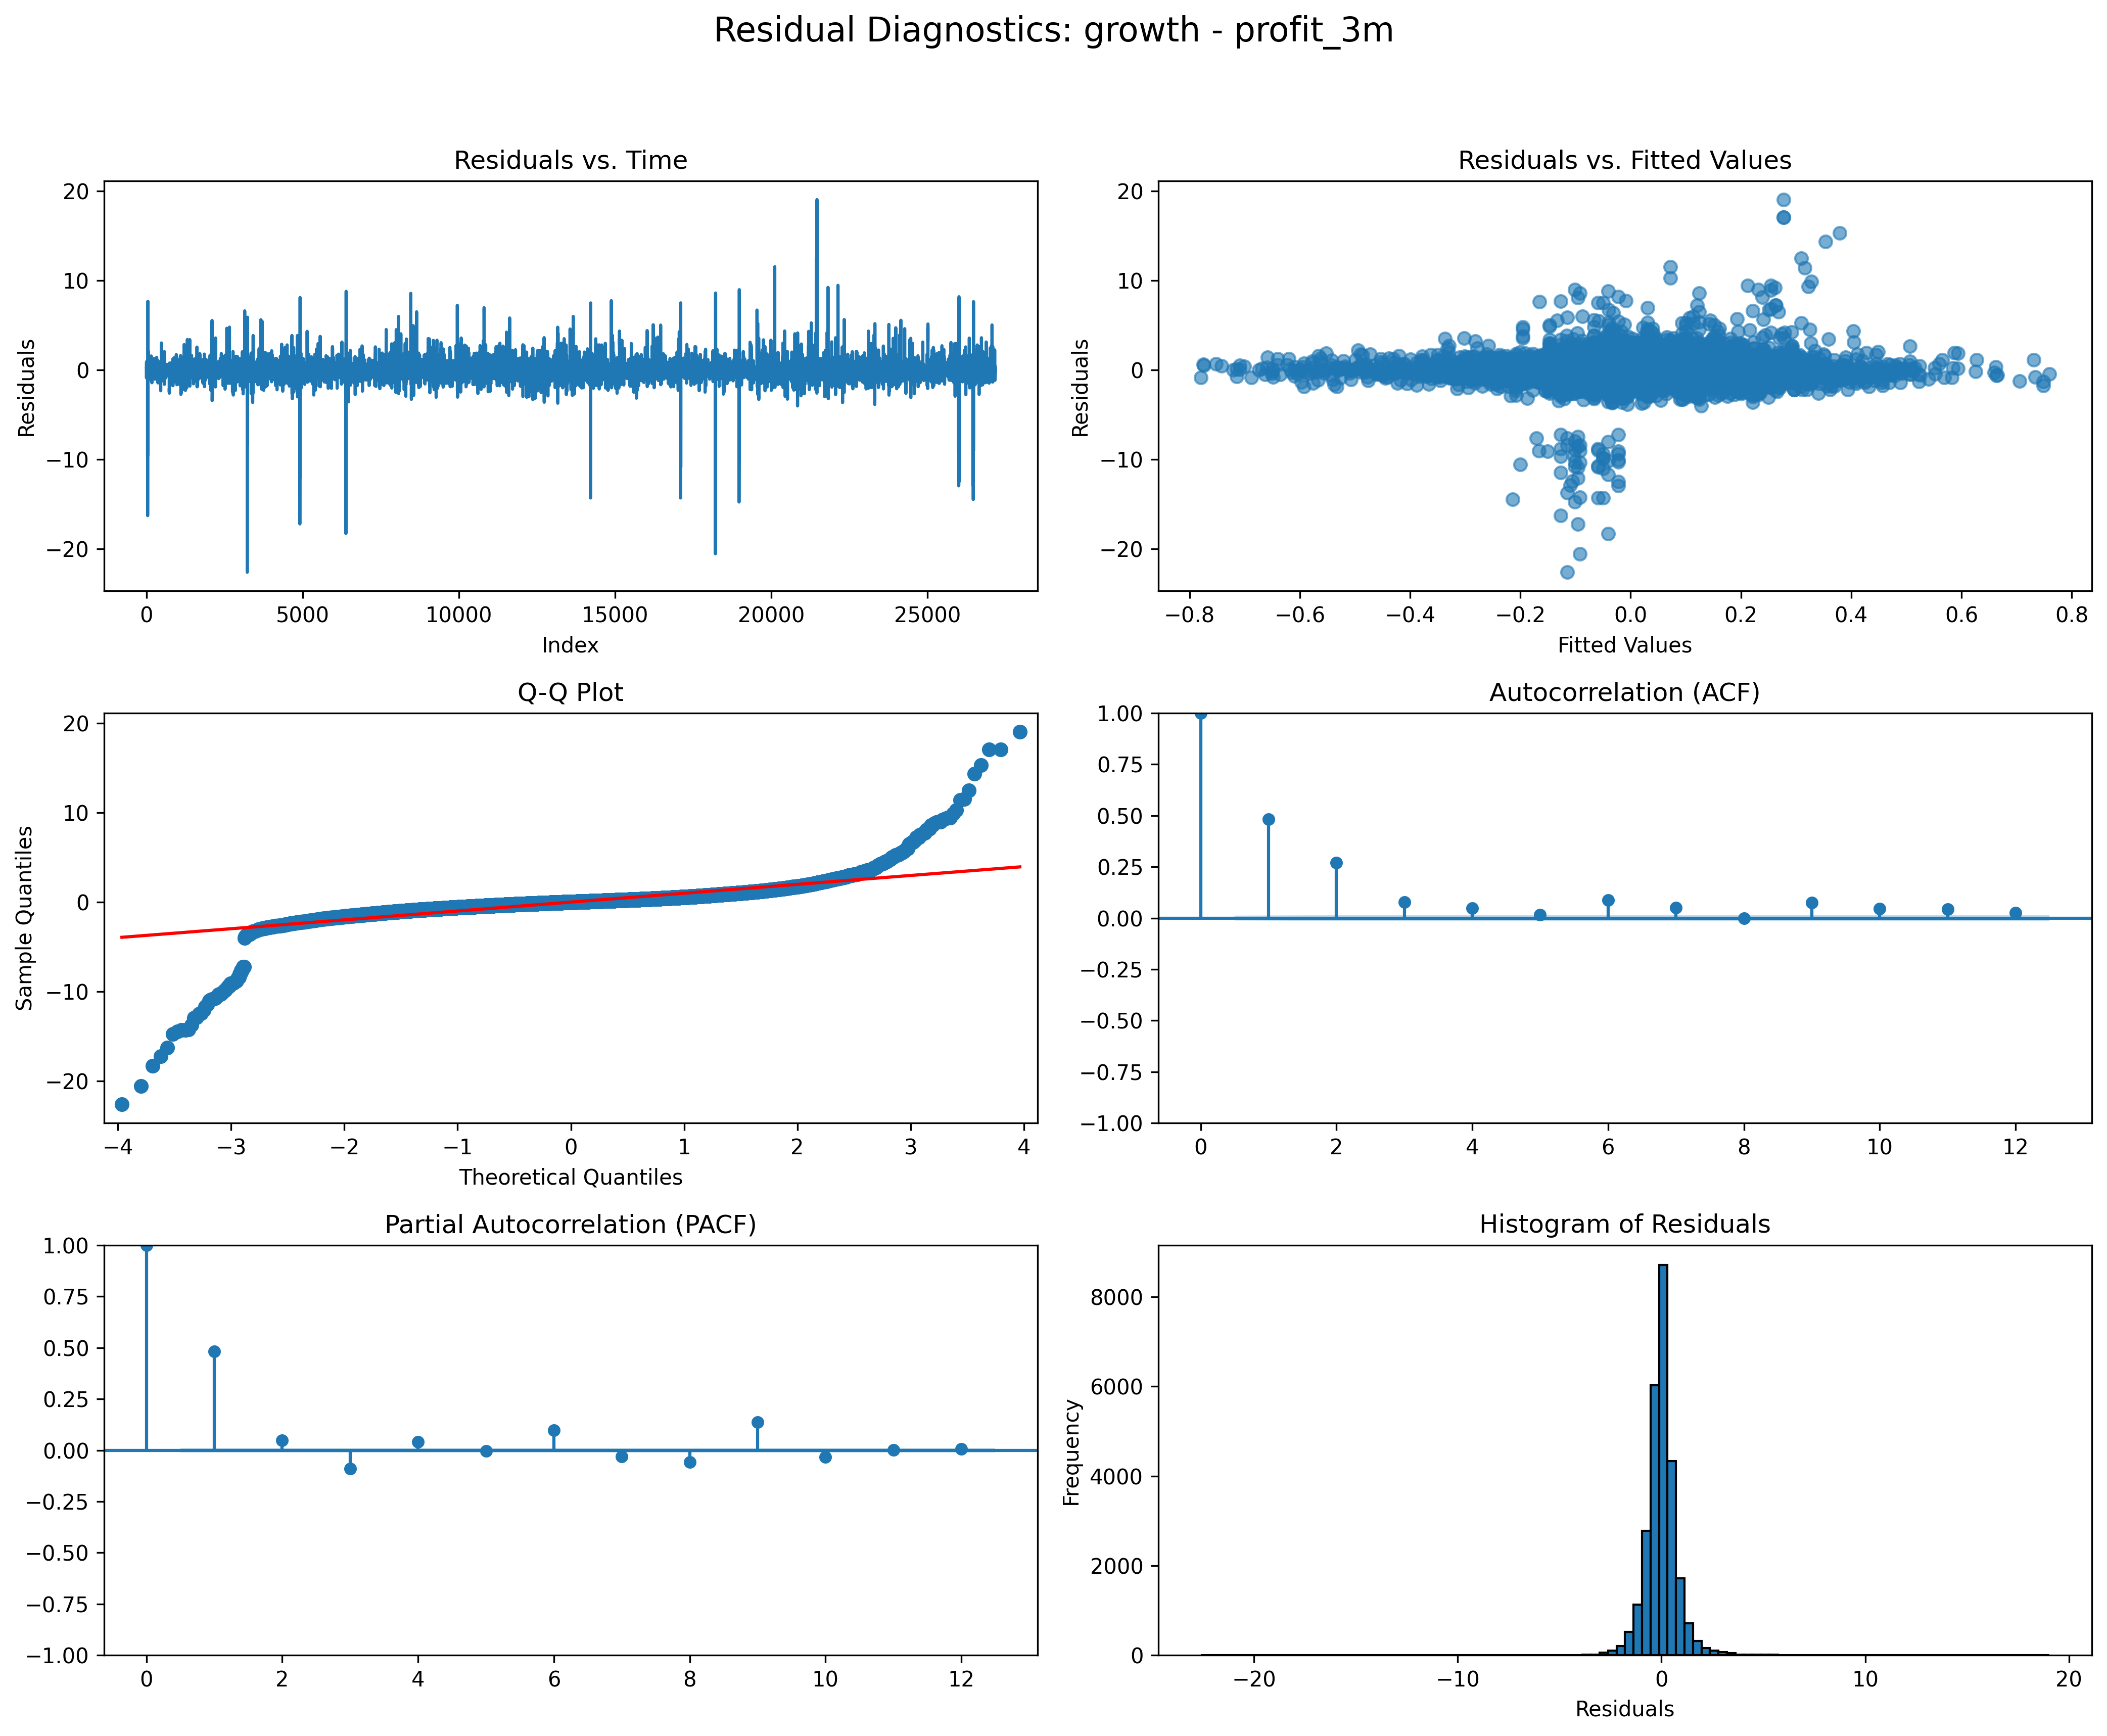 Residual Diagnostics: growth - profit_3m
Residuals vs. Time
20
10
0
−10
−20
Residuals
0 5000 10000 15000 20000 25000
Index
Residuals vs. Fitted Values
20
10
0
−10
−20
Residuals
−0.8 −0.6 −0.4 −0.2 0.0 0.2 0.4 0.6 0.8
Fitted Values
Q-Q Plot
20
10
0
−10
−20
Sample Quantiles
−4 −3 −2 −1 0 1 2 3 4
Theoretical Quantiles
Autocorrelation (ACF)
1.00
0.75
0.50
0.25
0.00
−0.25
−0.50
−0.75
−1.00
0 2 4 6 8 10 12
Partial Autocorrelation (PACF)
1.00
0.75
0.50
0.25
0.00
−0.25
−0.50
−0.75
−1.00
0 2 4 6 8 10 12
Histogram of Residuals
8000
6000
4000
2000
0
Frequency
−20 −10 0 10 20
Residuals